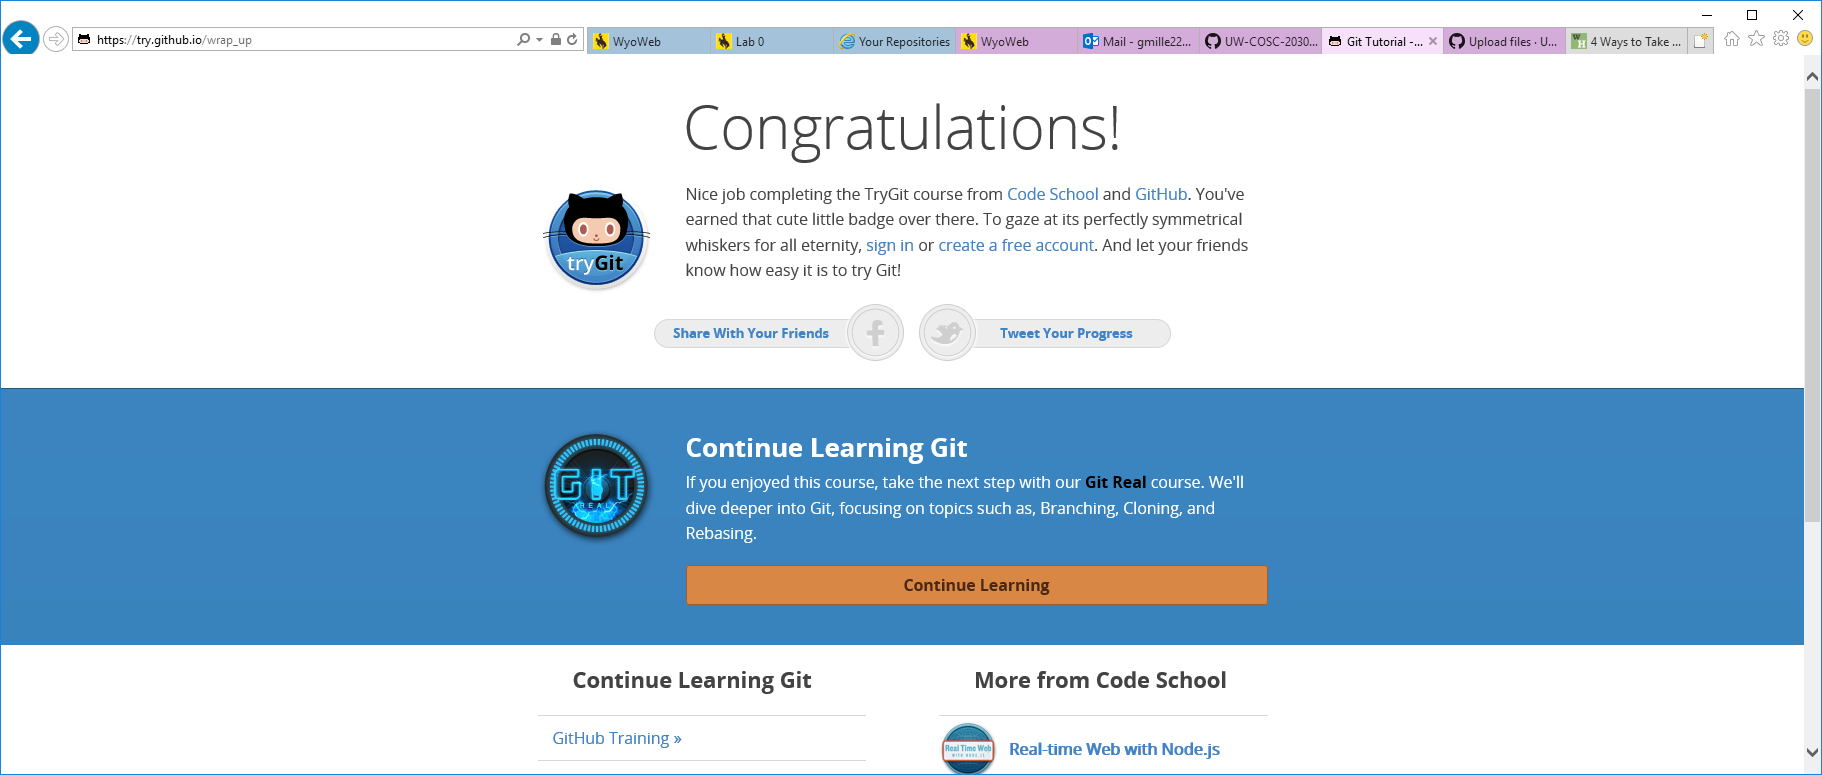 https://try.github.io/wrap_up
WyoWeb
Lab 0
Your Repositories
WyoWeb
Mail - gmille22...
UW-COSC-2030...
Git Tutorial -...
Upload files · U...
4 Ways to Take ...
Congratulations!
Nice job completing the TryGit course from Code School and GitHub. You've
earned that cute little badge over there. To gaze at its perfectly symmetrical
whiskers for all eternity, sign in or create a free account. And let your friends
know how easy it is to try Git!
tryGit
Share With Your Friends
Tweet Your Progress
GIT
REAL
Continue Learning Git
If you enjoyed this course, take the next step with our Git Real course. We'll
dive deeper into Git, focusing on topics such as, Branching, Cloning, and
Rebasing.
Continue Learning
Continue Learning Git
GitHub Training »
More from Code School
Real Time Web
WITH NODE.JS
Real-time Web with Node.js